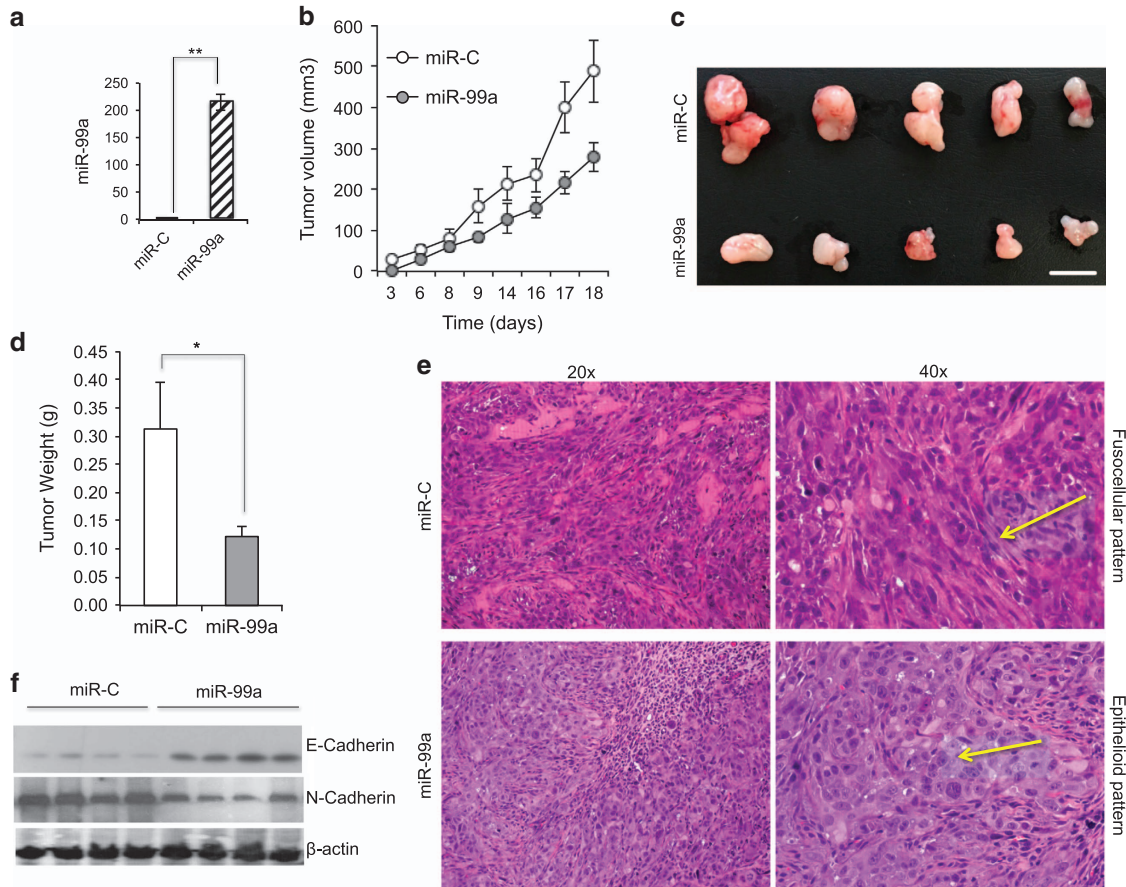 a
**
miR-99a
250
200
150
100
50
0
miR-C
miR-99a
b
Tumor volume (mm3)
600
500
400
300
200
100
0
miR-C
miR-99a
3 6 8 9 14 16 17 18
Time (days)
c
miR-C
miR-99a
d
*
Tumor Weight (g)
0.45
0.40
0.35
0.30
0.25
0.20
0.15
0.10
0.05
0.00
miR-C miR-99a
e
20x 40x
miR-C
Fusocellular pattern
miR-99a
Epithelioid pattern
f
miR-C miR-99a
E-Cadherin
N-Cadherin
β-actin